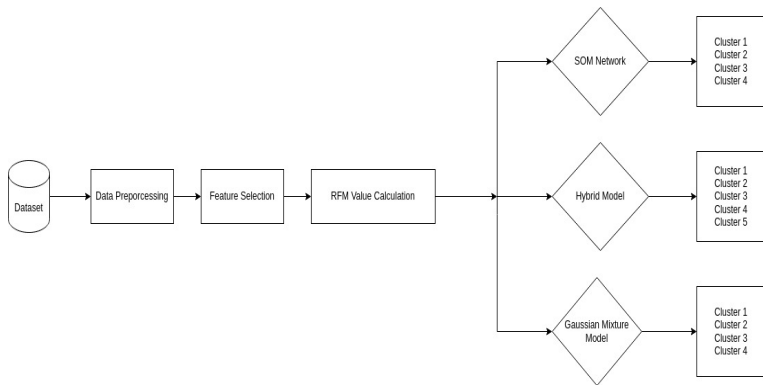 Dataset
Data Preporcessing
Feature Selection
RFM Value Calculation
SOM Network
Cluster 1
Cluster 2
Cluster 3
Cluster 4
Hybrid Model
Cluster 1
Cluster 2
Cluster 3
Cluster 4
Cluster 5
Gaussian Mixture
Model
Cluster 1
Cluster 2
Cluster 3
Cluster 4